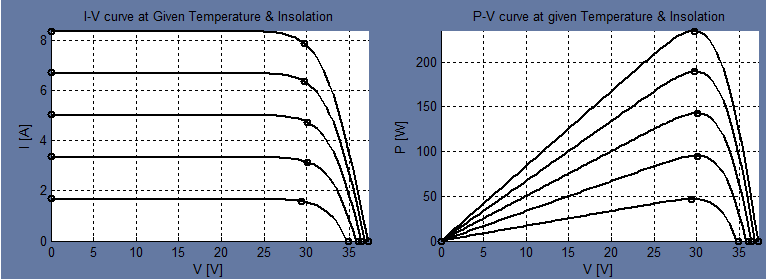 I-V curve at Given Temperature & Insolation
P-V curve at given Temperature & Insolation
8
6
4
2
0
I [A]
0 5 10 15 20 25 30 35
V [V]
200
150
100
50
0
P [W]
0 5 10 15 20 25 30 35
V [V]